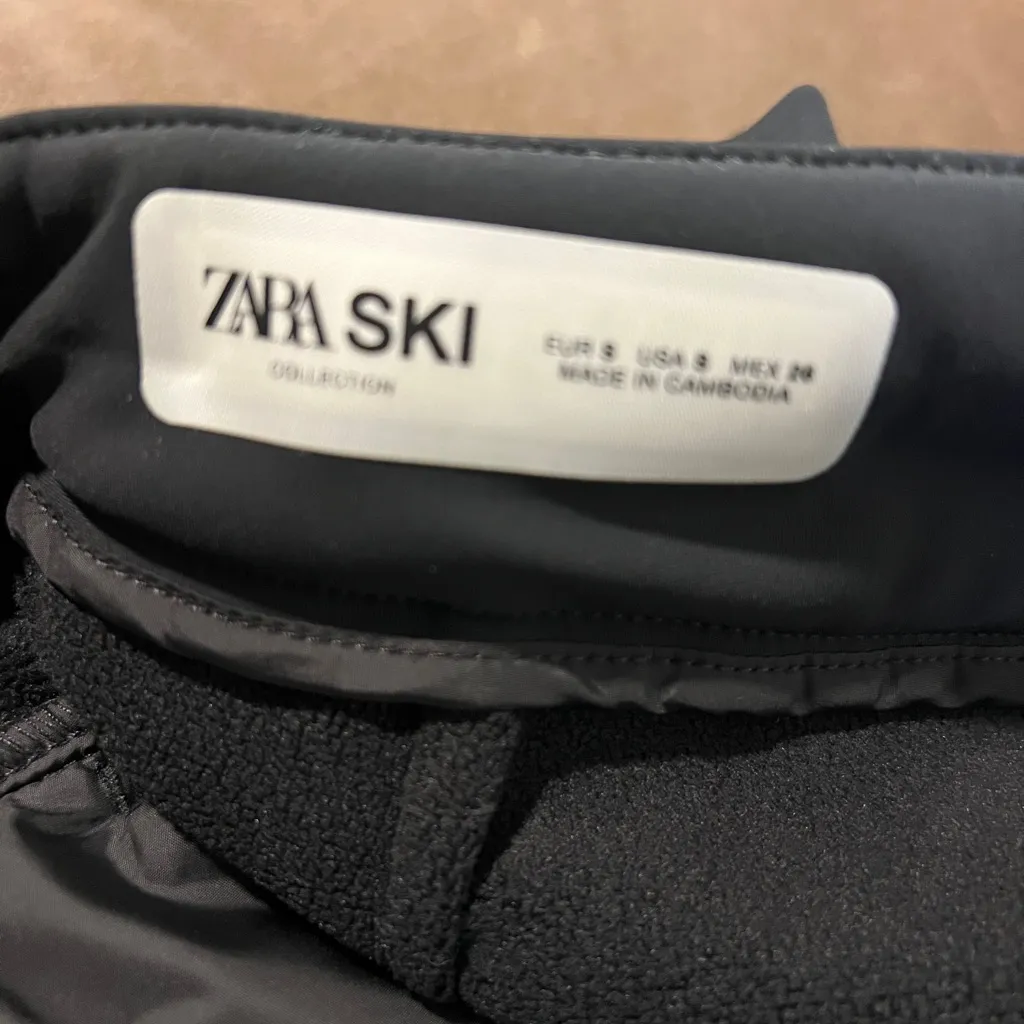 ZARA SKI
COLLECTION
EUR S USA S MEX 26
MADE IN CAMBODIA